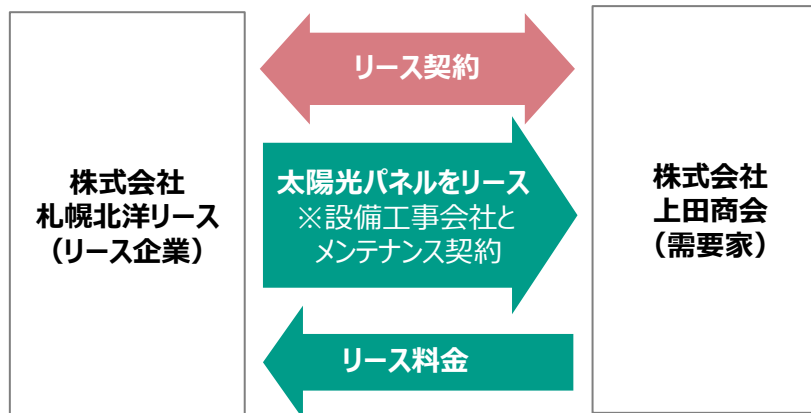 株式会社
札幌北洋リース
（リース企業）
リース契約
太陽光パネルをリース
※設備工事会社と
メンテナンス契約
リース料金
株式会社
上田商会
（需要家）